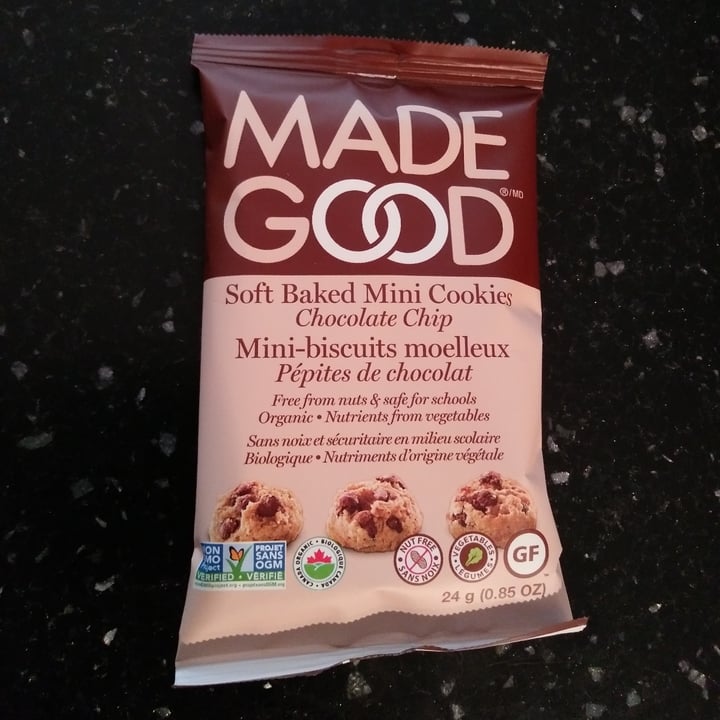 MADE
GOOD
®/MD
Soft Baked Mini Cookies
Chocolate Chip
Mini-biscuits moelleux
Pépites de chocolat
Free from nuts & safe for schools
Organic • Nutrients from vegetables
Sans noix et sécuritaire en milieu scolaire
Biologique • Nutriments d'origine végétale
NON
GMO
Project
VERIFIED
PROJET
SANS
OGM
VÉRIFIÉ
CANADA ORGANIC • BIOLOGIQUE CANADA
NUT FREE
SANS NOIX
VEGETABLES
LÉGUMES
GF
24 g (0.85 OZ)